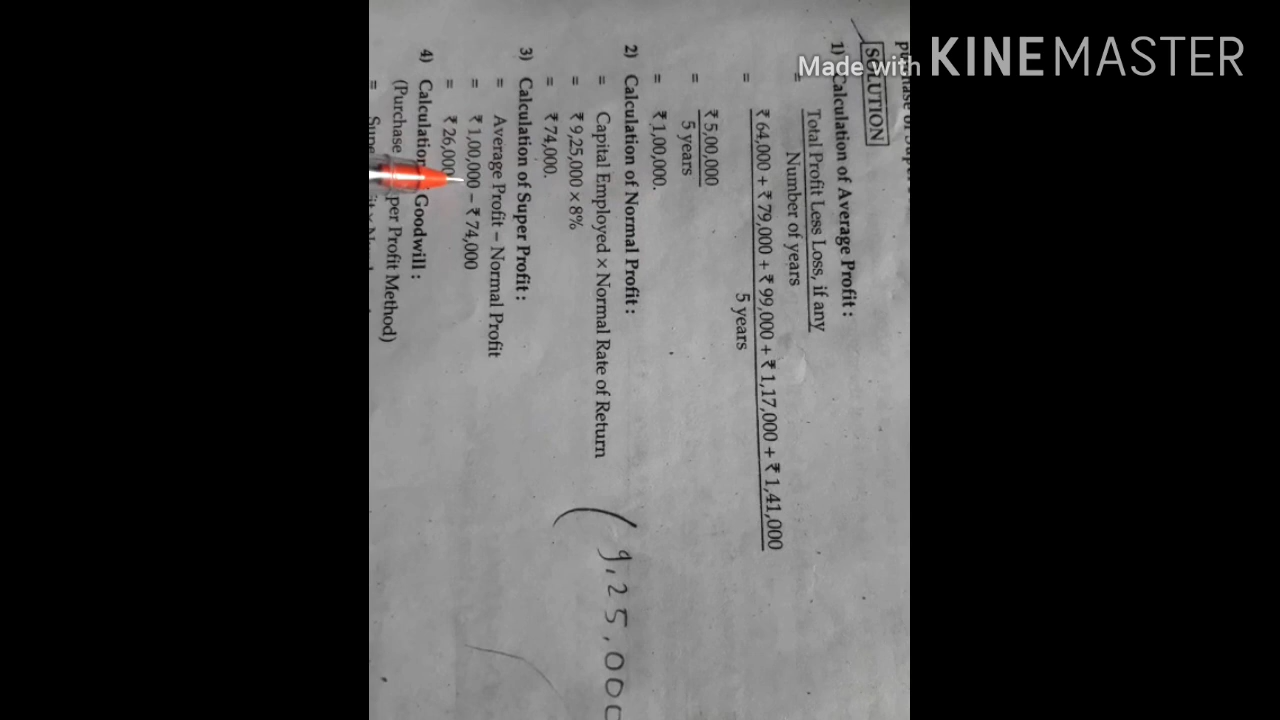 Made with KINEMASTER
SOLUTION
1) Calculation of Average Profit :
= Total Profit Less Loss, if any
Number of years
= ₹ 64,000 + ₹ 79,000 + ₹ 99,000 + ₹ 1,17,000 + ₹ 1,41,000
5 years
= ₹ 5,00,000
5 years
= ₹ 1,00,000.
2) Calculation of Normal Profit :
= Capital Employed × Normal Rate of Return
= ₹ 9,25,000 × 8%
= ₹ 74,000.
(9,25,000
3) Calculation of Super Profit :
= Average Profit – Normal Profit
= ₹ 1,00,000 – ₹ 74,000
= ₹ 26,000
4) Calculation Goodwill :
(Purchase Profit Method)
=